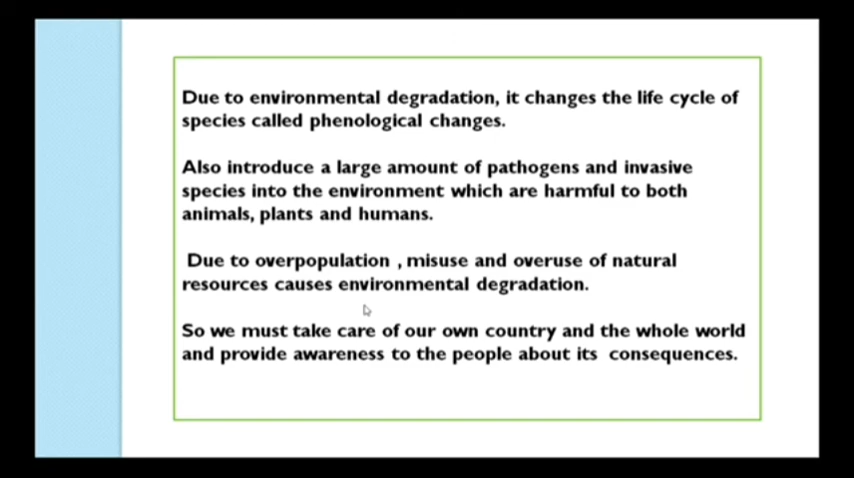 Due to environmental degradation, it changes the life cycle of
species called phenological changes.
Also introduce a large amount of pathogens and invasive
species into the environment which are harmful to both
animals, plants and humans.
Due to overpopulation , misuse and overuse of natural
resources causes environmental degradation.
So we must take care of our own country and the whole world
and provide awareness to the people about its  consequences.